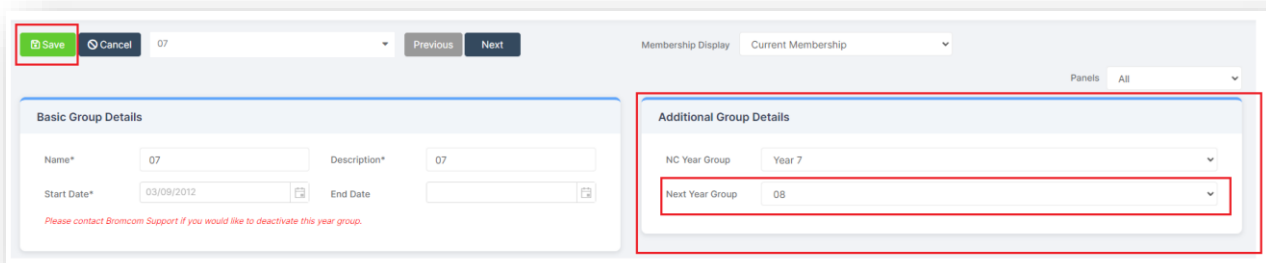 Save Cancel 07 Previous Next Membership Display Current Membership
Panels All
Basic Group Details
Name* 07 Description* 07
Start Date* 03/09/2012 End Date
Please contact Bromcom Support if you would like to deactivate this year group.
Additional Group Details
NC Year Group Year 7
Next Year Group 08